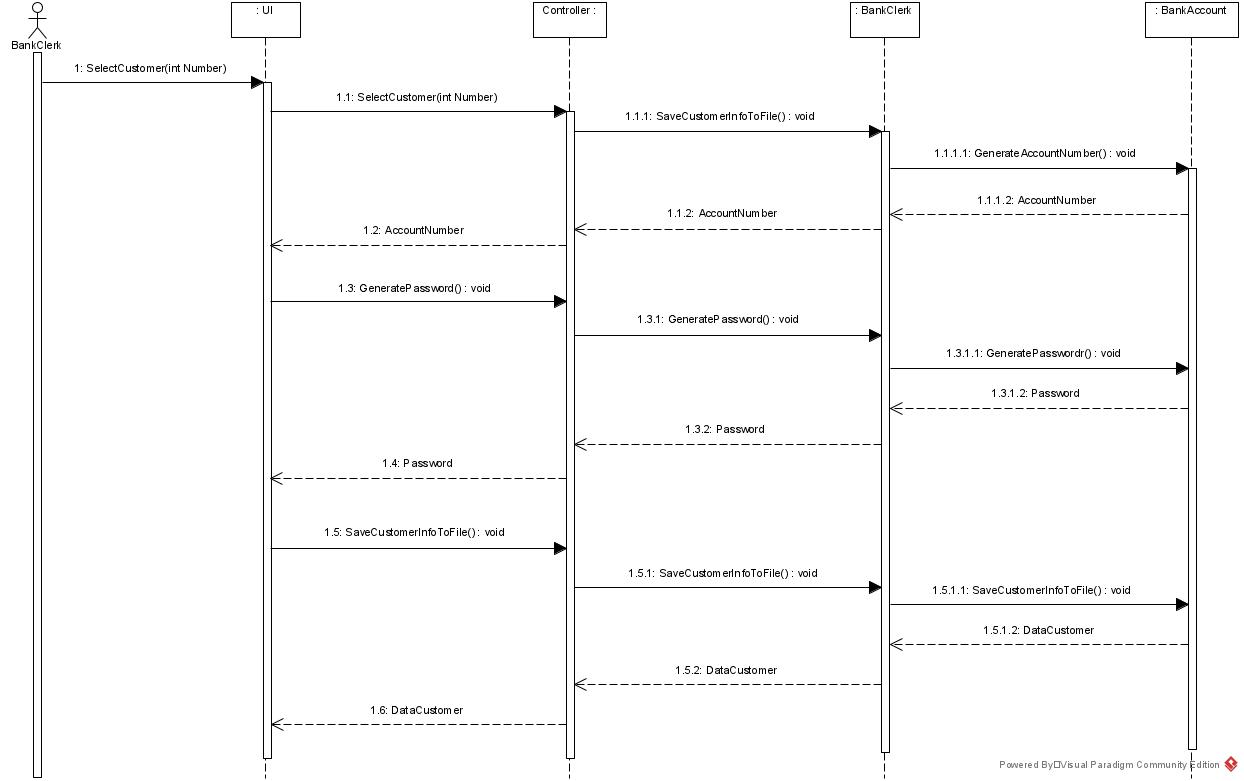 : UI
Controller :
: BankClerk
: BankAccount
BankClerk
1: SelectCustomer(int Number)
1.1: SelectCustomer(int Number)
1.1.1: SaveCustomerInfoToFile() : void
1.1.1.1: GenerateAccountNumber() : void
1.1.1.2: AccountNumber
1.1.2: AccountNumber
1.2: AccountNumber
1.3: GeneratePassword() : void
1.3.1: GeneratePassword() : void
1.3.1.1: GeneratePasswordr() : void
1.3.1.2: Password
1.3.2: Password
1.4: Password
1.5: SaveCustomerInfoToFile() : void
1.5.1: SaveCustomerInfoToFile() : void
1.5.1.1: SaveCustomerInfoToFile() : void
1.5.1.2: DataCustomer
1.5.2: DataCustomer
1.6: DataCustomer
Powered By□Visual Paradigm Community Edition